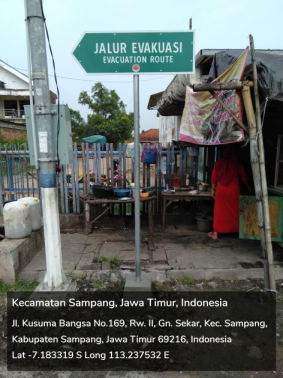 JALUR EVAKUASI
EVACUATION ROUTE
Kecamatan Sampang, Jawa Timur, Indonesia
Jl. Kusuma Bangsa No.169, Rw. II, Gn. Sekar, Kec. Sampang,
Kabupaten Sampang, Jawa Timur 69216, Indonesia
Lat -7.183319 S Long 113.237532 E